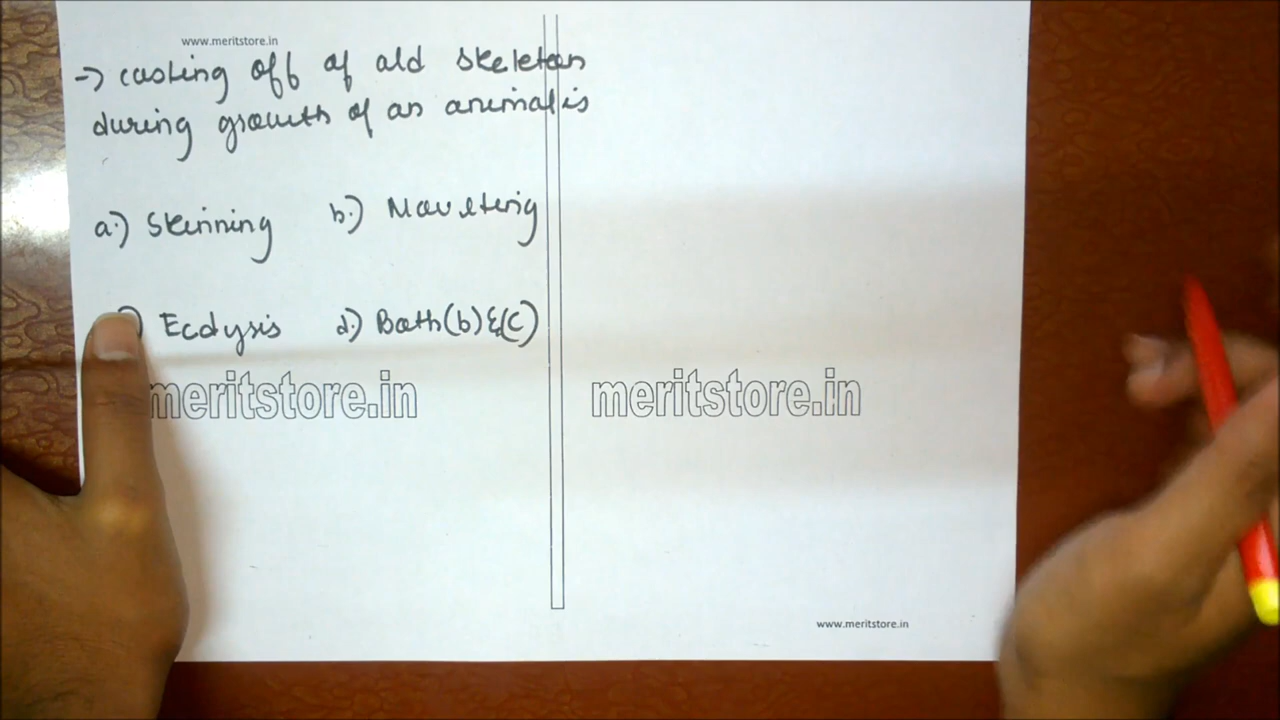 www.meritstore.in
-> casting off of old skeleton
during growth of an animal is
a.) Skinning b.) Moulting
) Ecdysis d.) Both (b) & (C)
meritstore.in meritstore.in
www.meritstore.in